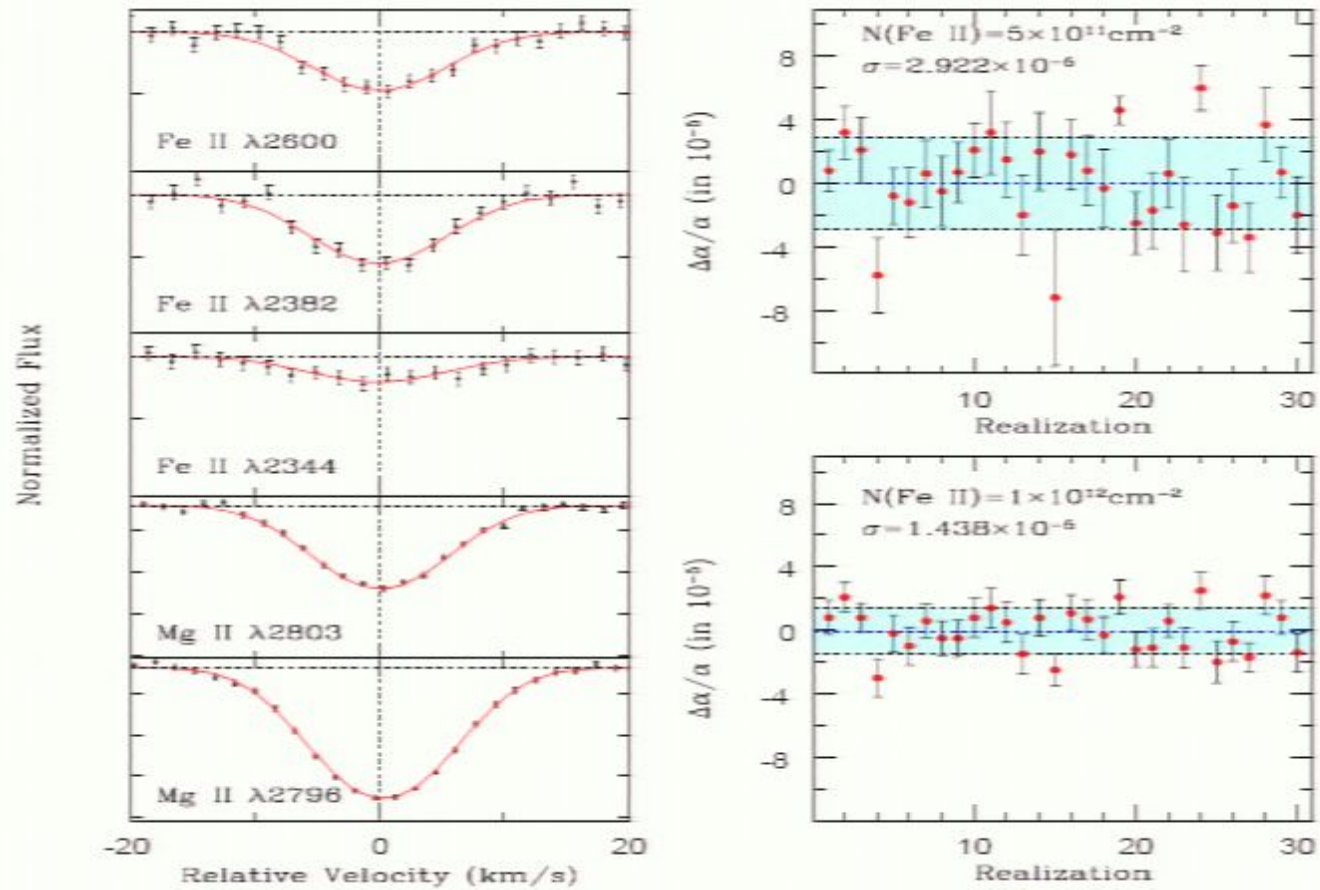 Normalized Flux
Fe II λ2600
Fe II λ2382
Fe II λ2344
Mg II λ2803
Mg II λ2796
-20 0 20
Relative Velocity (km/s)
N(Fe II)=5×10¹¹cm⁻²
σ=2.922×10⁻⁶
8
4
0
-4
-8
Δα/α (in 10⁻⁶)
10 20 30
Realization
N(Fe II)=1×10¹²cm⁻²
σ=1.438×10⁻⁶
8
4
0
-4
-8
Δα/α (in 10⁻⁶)
10 20 30
Realization